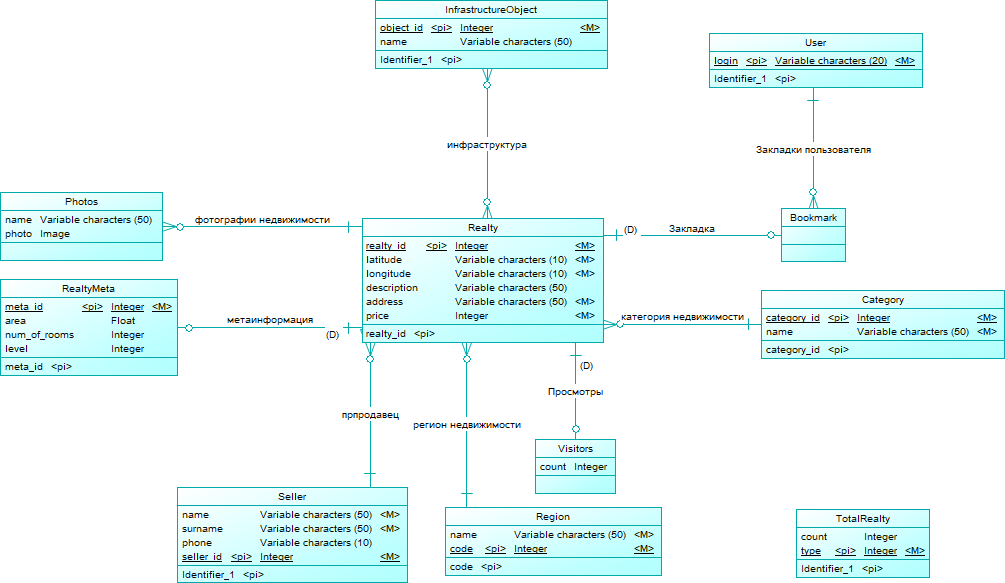 InfrastructureObject
object_id <pi> Integer <M>
name Variable characters (50)
Identifier_1 <pi>
User
login <pi> Variable characters (20) <M>
Identifier_1 <pi>
инфраструктура
Закладки пользователя
Photos
name Variable characters (50)
photo Image
фотографии недвижимости
Realty
realty_id <pi> Integer <M>
latitude Variable characters (10) <M>
longitude Variable characters (10) <M>
description Variable characters (50)
address Variable characters (50) <M>
price Integer <M>
realty_id <pi>
(D)
Закладка
Bookmark
RealtyMeta
meta_id <pi> Integer <M>
area Float
num_of_rooms Integer
level Integer
meta_id <pi>
метаинформация
(D)
категория недвижимости
Category
category_id <pi> Integer <M>
name Variable characters (50) <M>
category_id <pi>
(D)
Просмотры
прпродавец
регион недвижимости
Visitors
count Integer
Seller
name Variable characters (50) <M>
surname Variable characters (50) <M>
phone Variable characters (10)
seller_id <pi> Integer <M>
Identifier_1 <pi>
Region
name Variable characters (50) <M>
code <pi> Integer <M>
code <pi>
TotalRealty
count Integer
type <pi> Integer <M>
Identifier_1 <pi>